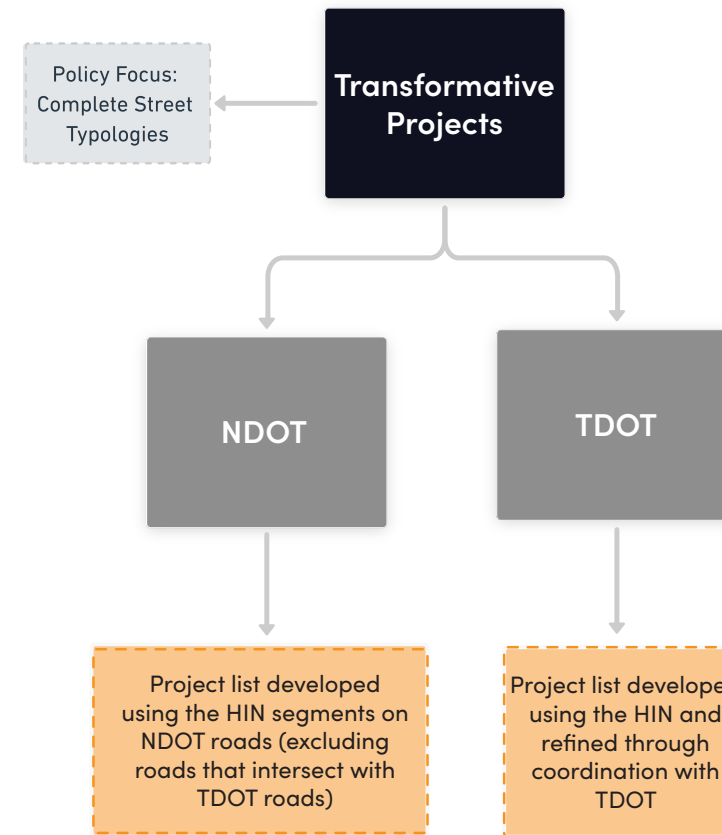 Policy Focus:
Complete Street
Typologies
Transformative
Projects
NDOT
TDOT
Project list developed
using the HIN segments on
NDOT roads (excluding
roads that intersect with
TDOT roads)
Project list develope
using the HIN and
refined through
coordination with
TDOT